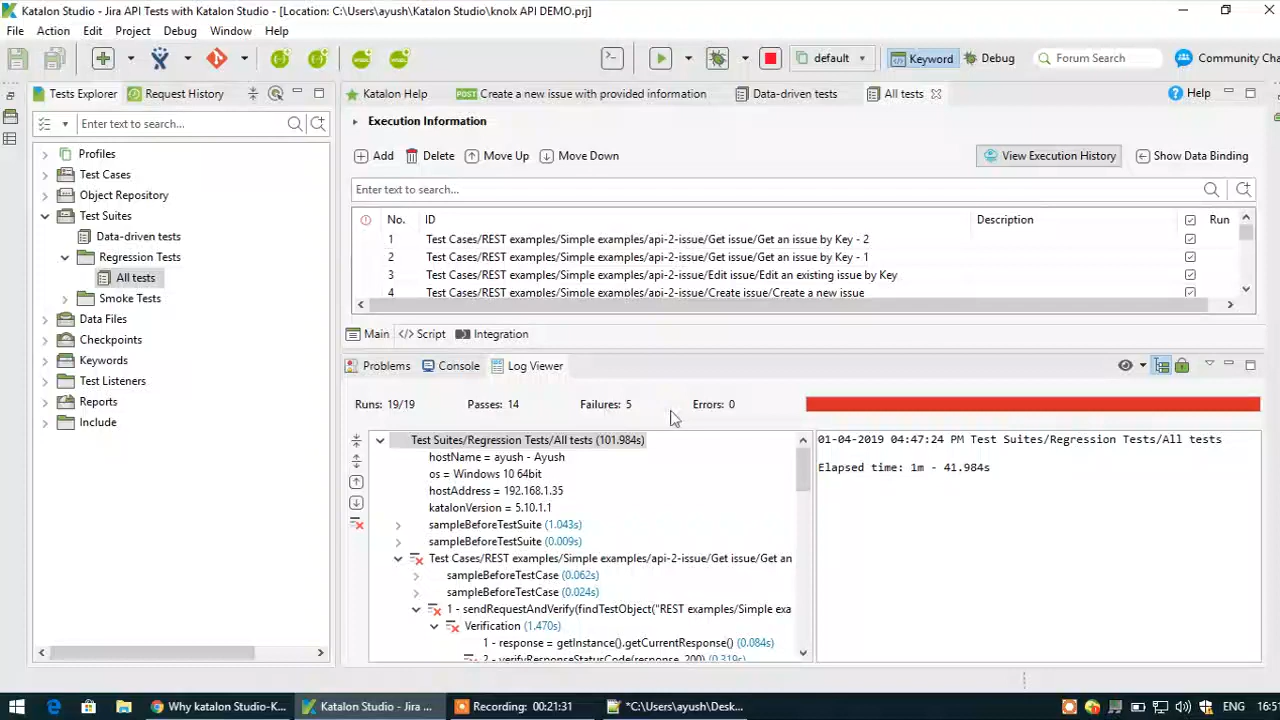 Katalon Studio - Jira API Tests with Katalon Studio - [Location: C:\Users\ayush\Katalon Studio\knolx API DEMO.prj]
File Action Edit Project Debug Window Help
default Keyword Debug Forum Search Community Cha
Tests Explorer Request History
Enter text to search...
Profiles
Test Cases
Object Repository
Test Suites
Data-driven tests
Regression Tests
All tests
Smoke Tests
Data Files
Checkpoints
Keywords
Test Listeners
Reports
Include
Katalon Help POST Create a new issue with provided information Data-driven tests All tests Help
Execution Information
Add Delete Move Up Move Down View Execution History Show Data Binding
Enter text to search...
No. ID Description Run
1 Test Cases/REST examples/Simple examples/api-2-issue/Get issue/Get an issue by Key - 2
2 Test Cases/REST examples/Simple examples/api-2-issue/Get issue/Get an issue by Key - 1
3 Test Cases/REST examples/Simple examples/api-2-issue/Edit issue/Edit an existing issue by Key
4 Test Cases/REST examples/Simple examples/api-2-issue/Create issue/Create a new issue
Main </> Script Integration
Problems Console Log Viewer
Runs: 19/19 Passes: 14 Failures: 5 Errors: 0
Test Suites/Regression Tests/All tests (101.984s)
hostName = ayush - Ayush
os = Windows 10 64bit
hostAddress = 192.168.1.35
katalonVersion = 5.10.1.1
sampleBeforeTestSuite (1.043s)
sampleBeforeTestSuite (0.009s)
Test Cases/REST examples/Simple examples/api-2-issue/Get issue/Get an
sampleBeforeTestCase (0.062s)
sampleBeforeTestCase (0.024s)
1 - sendRequestAndVerify(findTestObject("REST examples/Simple exa
Verification (1.470s)
1 - response = getInstance().getCurrentResponse() (0.084s)
2 - verifyResponseStatusCode(response, 200) (0.319s)
01-04-2019 04:47:24 PM Test Suites/Regression Tests/All tests
Elapsed time: 1m - 41.984s
Why katalon Studio-K... Katalon Studio - Jira ... Recording: 00:21:31 *C:\Users\ayush\Desk... ENG 16:5